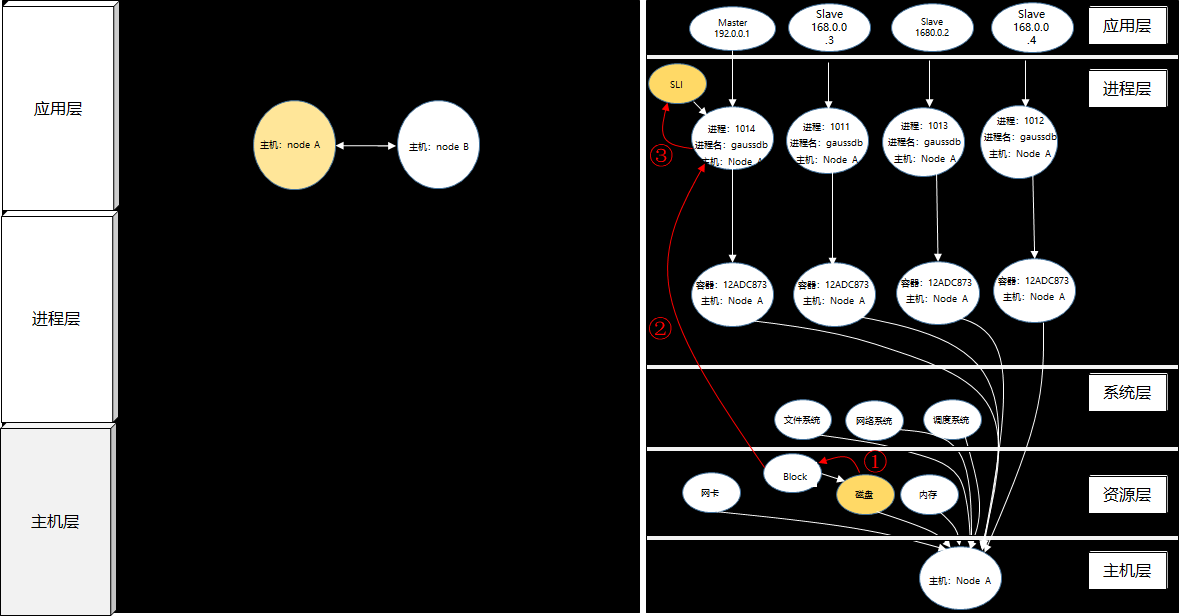 应用层
进程层
主机层
主机：node A
主机：node B
Master
192.0.0.1
Slave
168.0.0
.3
Slave
1680.0.2
Slave
168.0.0
.4
应用层
SLI
进程层
进程：1014
进程名：gaussdb
主机：Node A
进程：1011
进程名：gaussdb
主机：Node A
进程：1013
进程名：gaussdb
主机：Node A
进程：1012
进程名：gaussdb
主机：Node A
③
容器：12ADC873
主机：Node A
容器：12ADC873
主机：Node A
容器：12ADC873
主机：Node A
容器：12ADC873
主机：Node A
②
系统层
文件系统
网络系统
调度系统
①
Block
网卡
磁盘
内存
资源层
主机：Node A
主机层